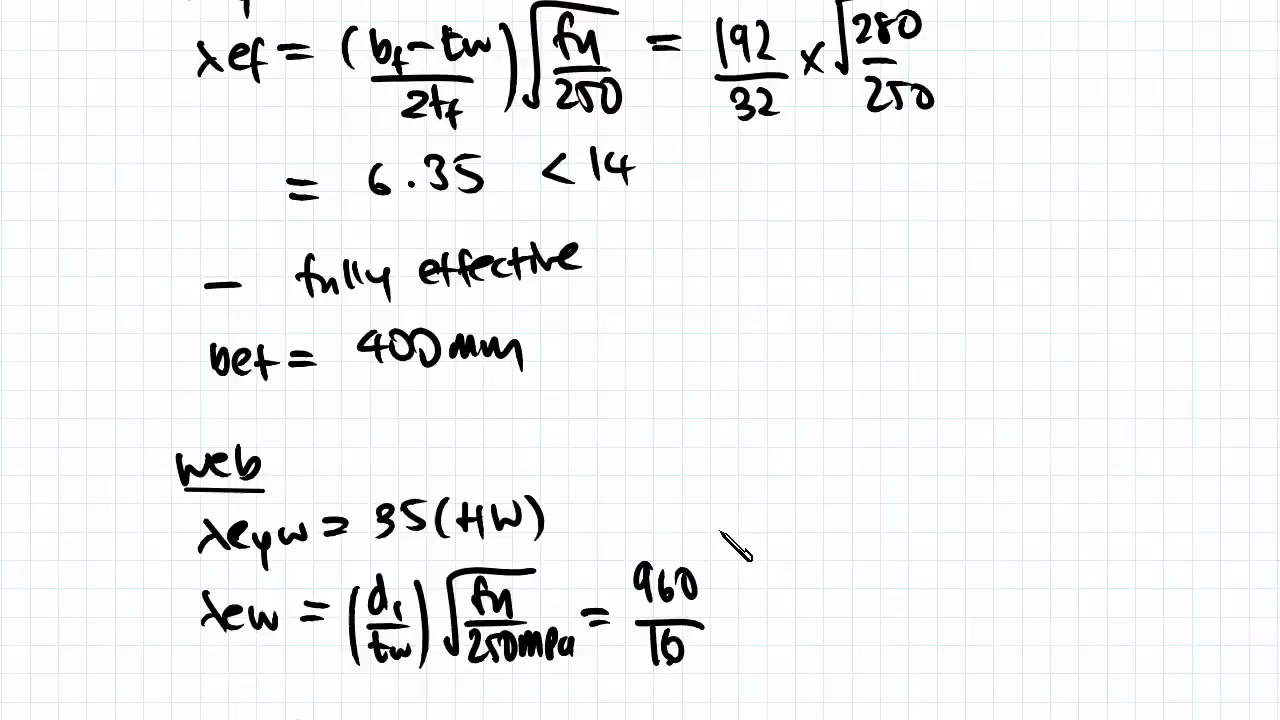 λef = (bf-tw/2tf)√fy/250 = 192/32 × √280/250
= 6.35 < 14
- fully effective
bef = 400mm
web
λeyw = 35(HW)
λew = (d1/tw)√fy/250mpa = 960/16